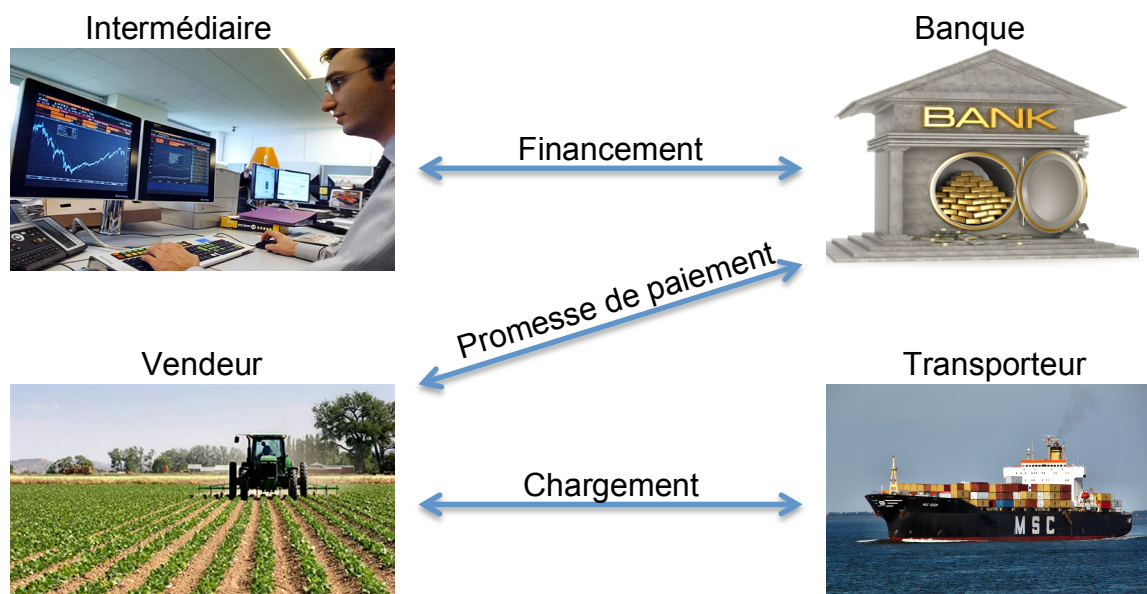 Intermédiaire
Banque
BANK
Financement
Promesse de paiement
Vendeur
Transporteur
Chargement
MSC